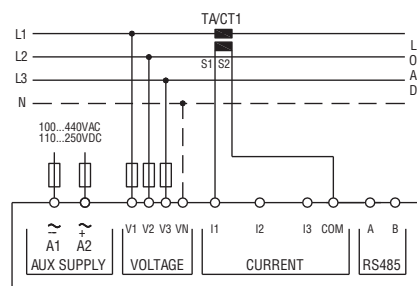 TA/CT1
L1
L2
L3
N
S1 S2
LOAD
100...440VAC
110...250VDC
V1 V2 V3 VN I1 I2 I3 COM A B
~ ~
- +
A1 A2
AUX SUPPLY VOLTAGE CURRENT RS485